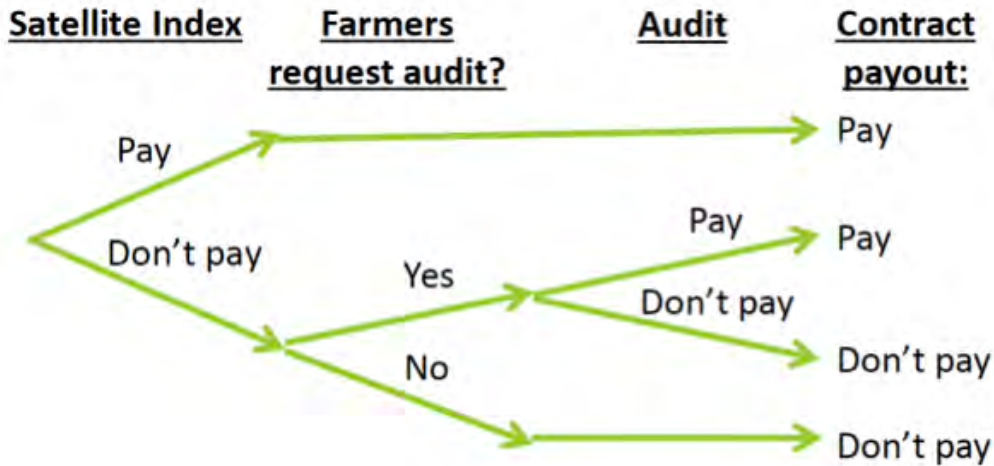 Satellite Index
Farmers
request audit?
Audit
Contract
payout:
Pay
Pay
Pay
Pay
Don't pay
Yes
Don't pay
Don't pay
No
Don't pay